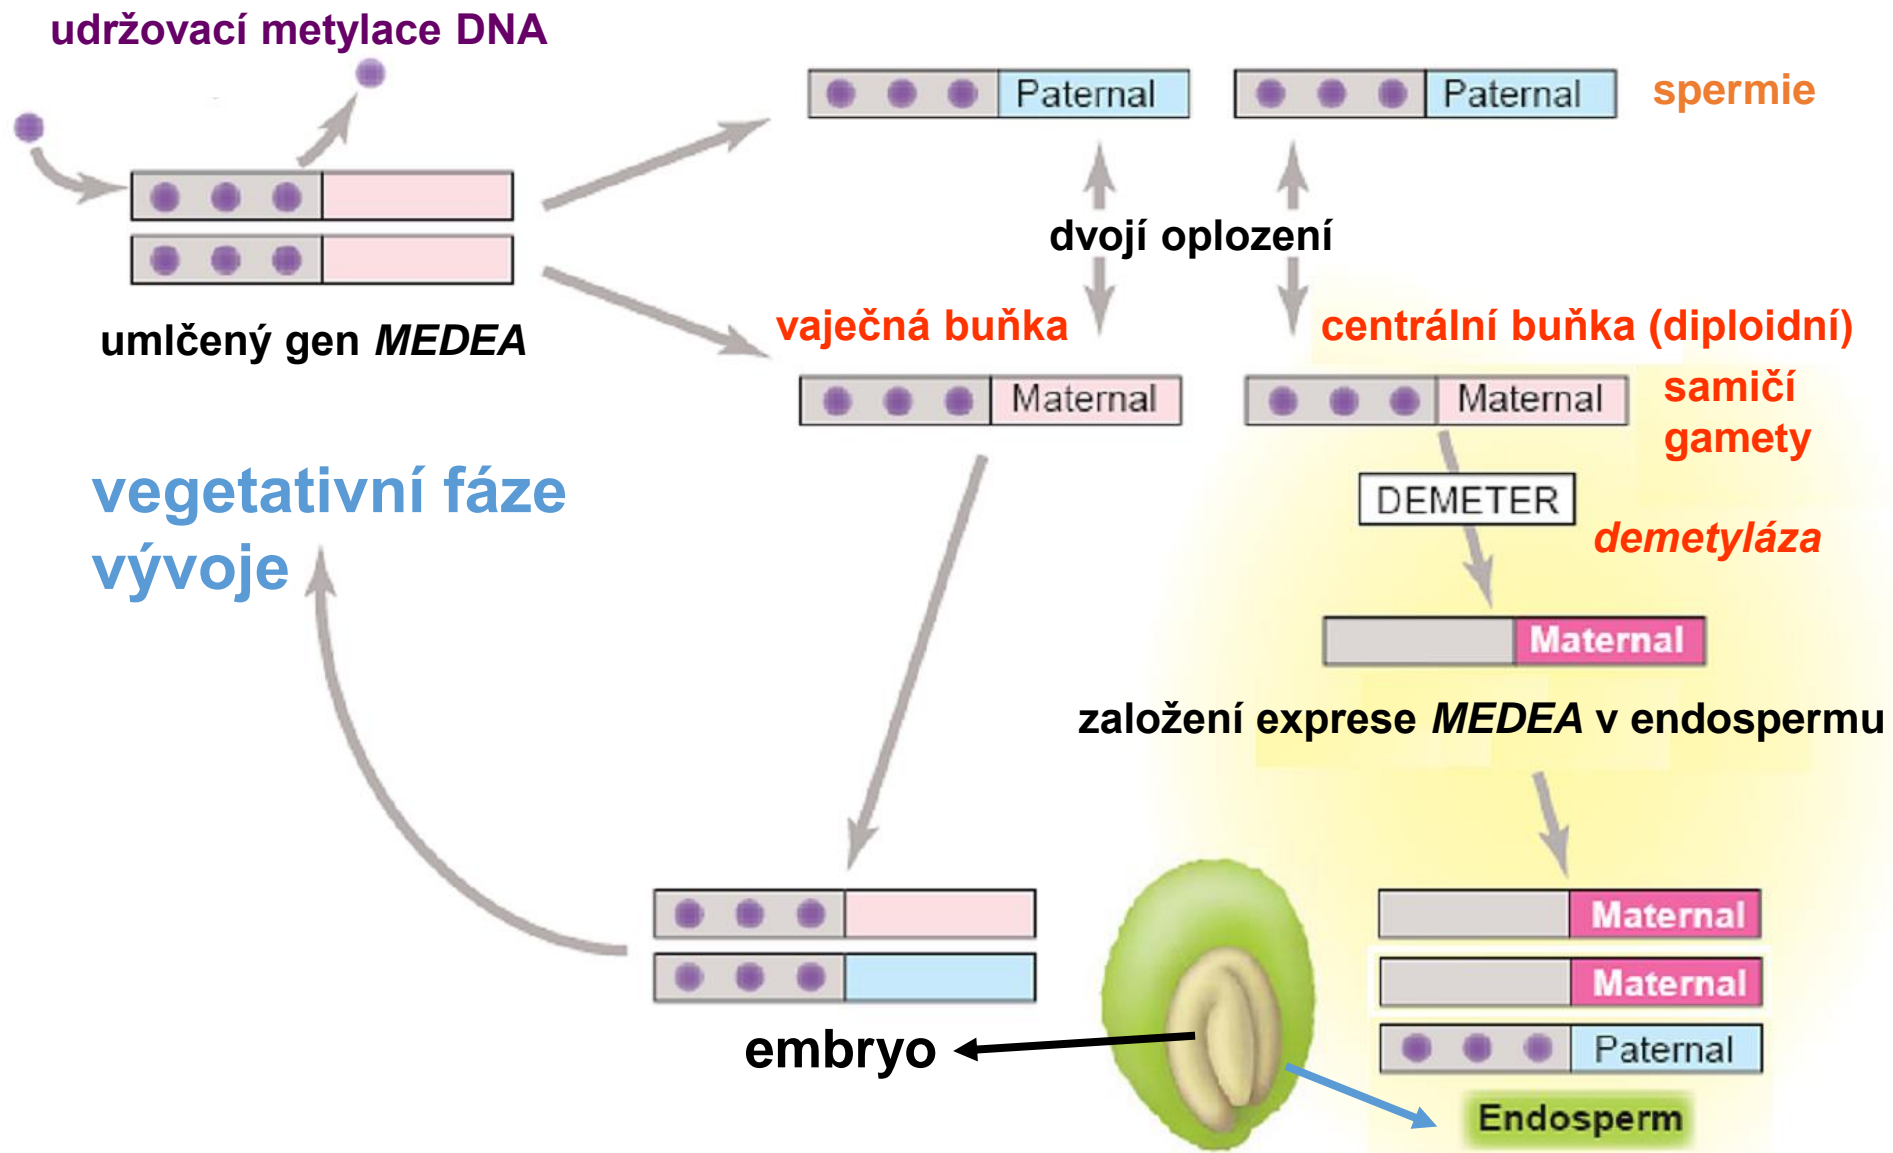 udržovací metylace DNA
Paternal
Paternal
spermie
dvojí oplození
umlčený gen MEDEA
vaječná buňka
centrální buňka (diploidní)
Maternal
Maternal
samičí
gamety
vegetativní fáze
vývoje
DEMETER
demetyláza
Maternal
založení exprese MEDEA v endospermu
Maternal
Maternal
Paternal
embryo
Endosperm